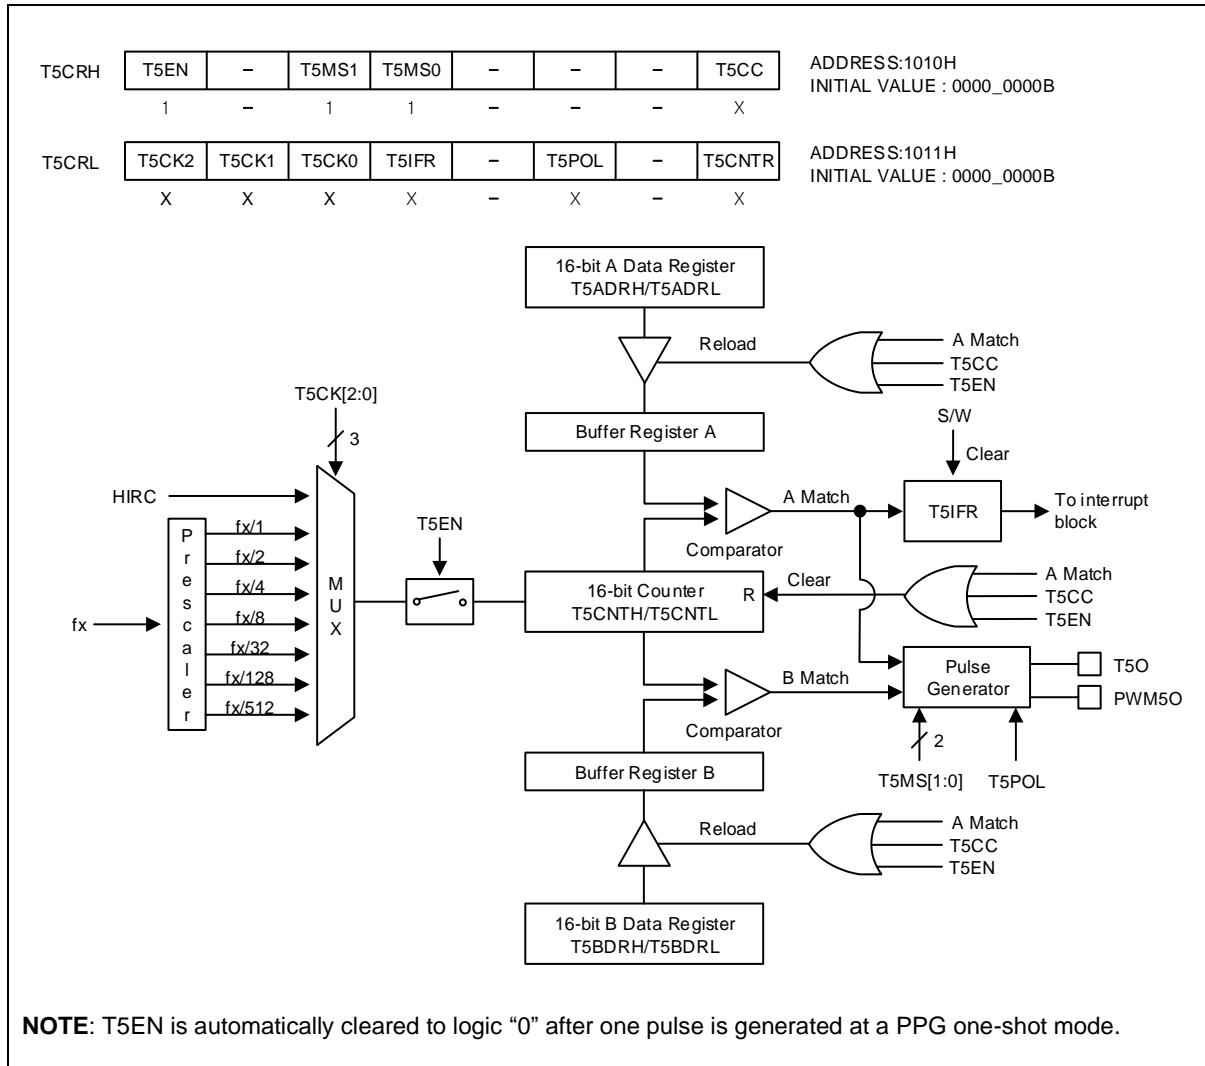 T5CRH T5EN – T5MS1 T5MS0 – – – T5CC ADDRESS:1010H
INITIAL VALUE : 0000_0000B
1 – 1 1 – – – X
T5CRL T5CK2 T5CK1 T5CK0 T5IFR – T5POL – T5CNTR ADDRESS:1011H
INITIAL VALUE : 0000_0000B
X X X X – X – X
16-bit A Data Register
T5ADRH/T5ADRL
Reload
A Match
T5CC
T5EN
T5CK[2:0]
3
Buffer Register A
S/W
Clear
HIRC
A Match
T5IFR
To interrupt
block
Comparator
T5EN
Prescaler
fx/1
fx/2
fx/4
fx/8
fx/32
fx/128
fx/512
fx
MUX
16-bit Counter
T5CNTH/T5CNTL
R
Clear
A Match
T5CC
T5EN
B Match
Comparator
Pulse
Generator
T5O
PWM5O
2
T5MS[1:0]
T5POL
Buffer Register B
Reload
A Match
T5CC
T5EN
16-bit B Data Register
T5BDRH/T5BDRL
NOTE: T5EN is automatically cleared to logic “0” after one pulse is generated at a PPG one-shot mode.